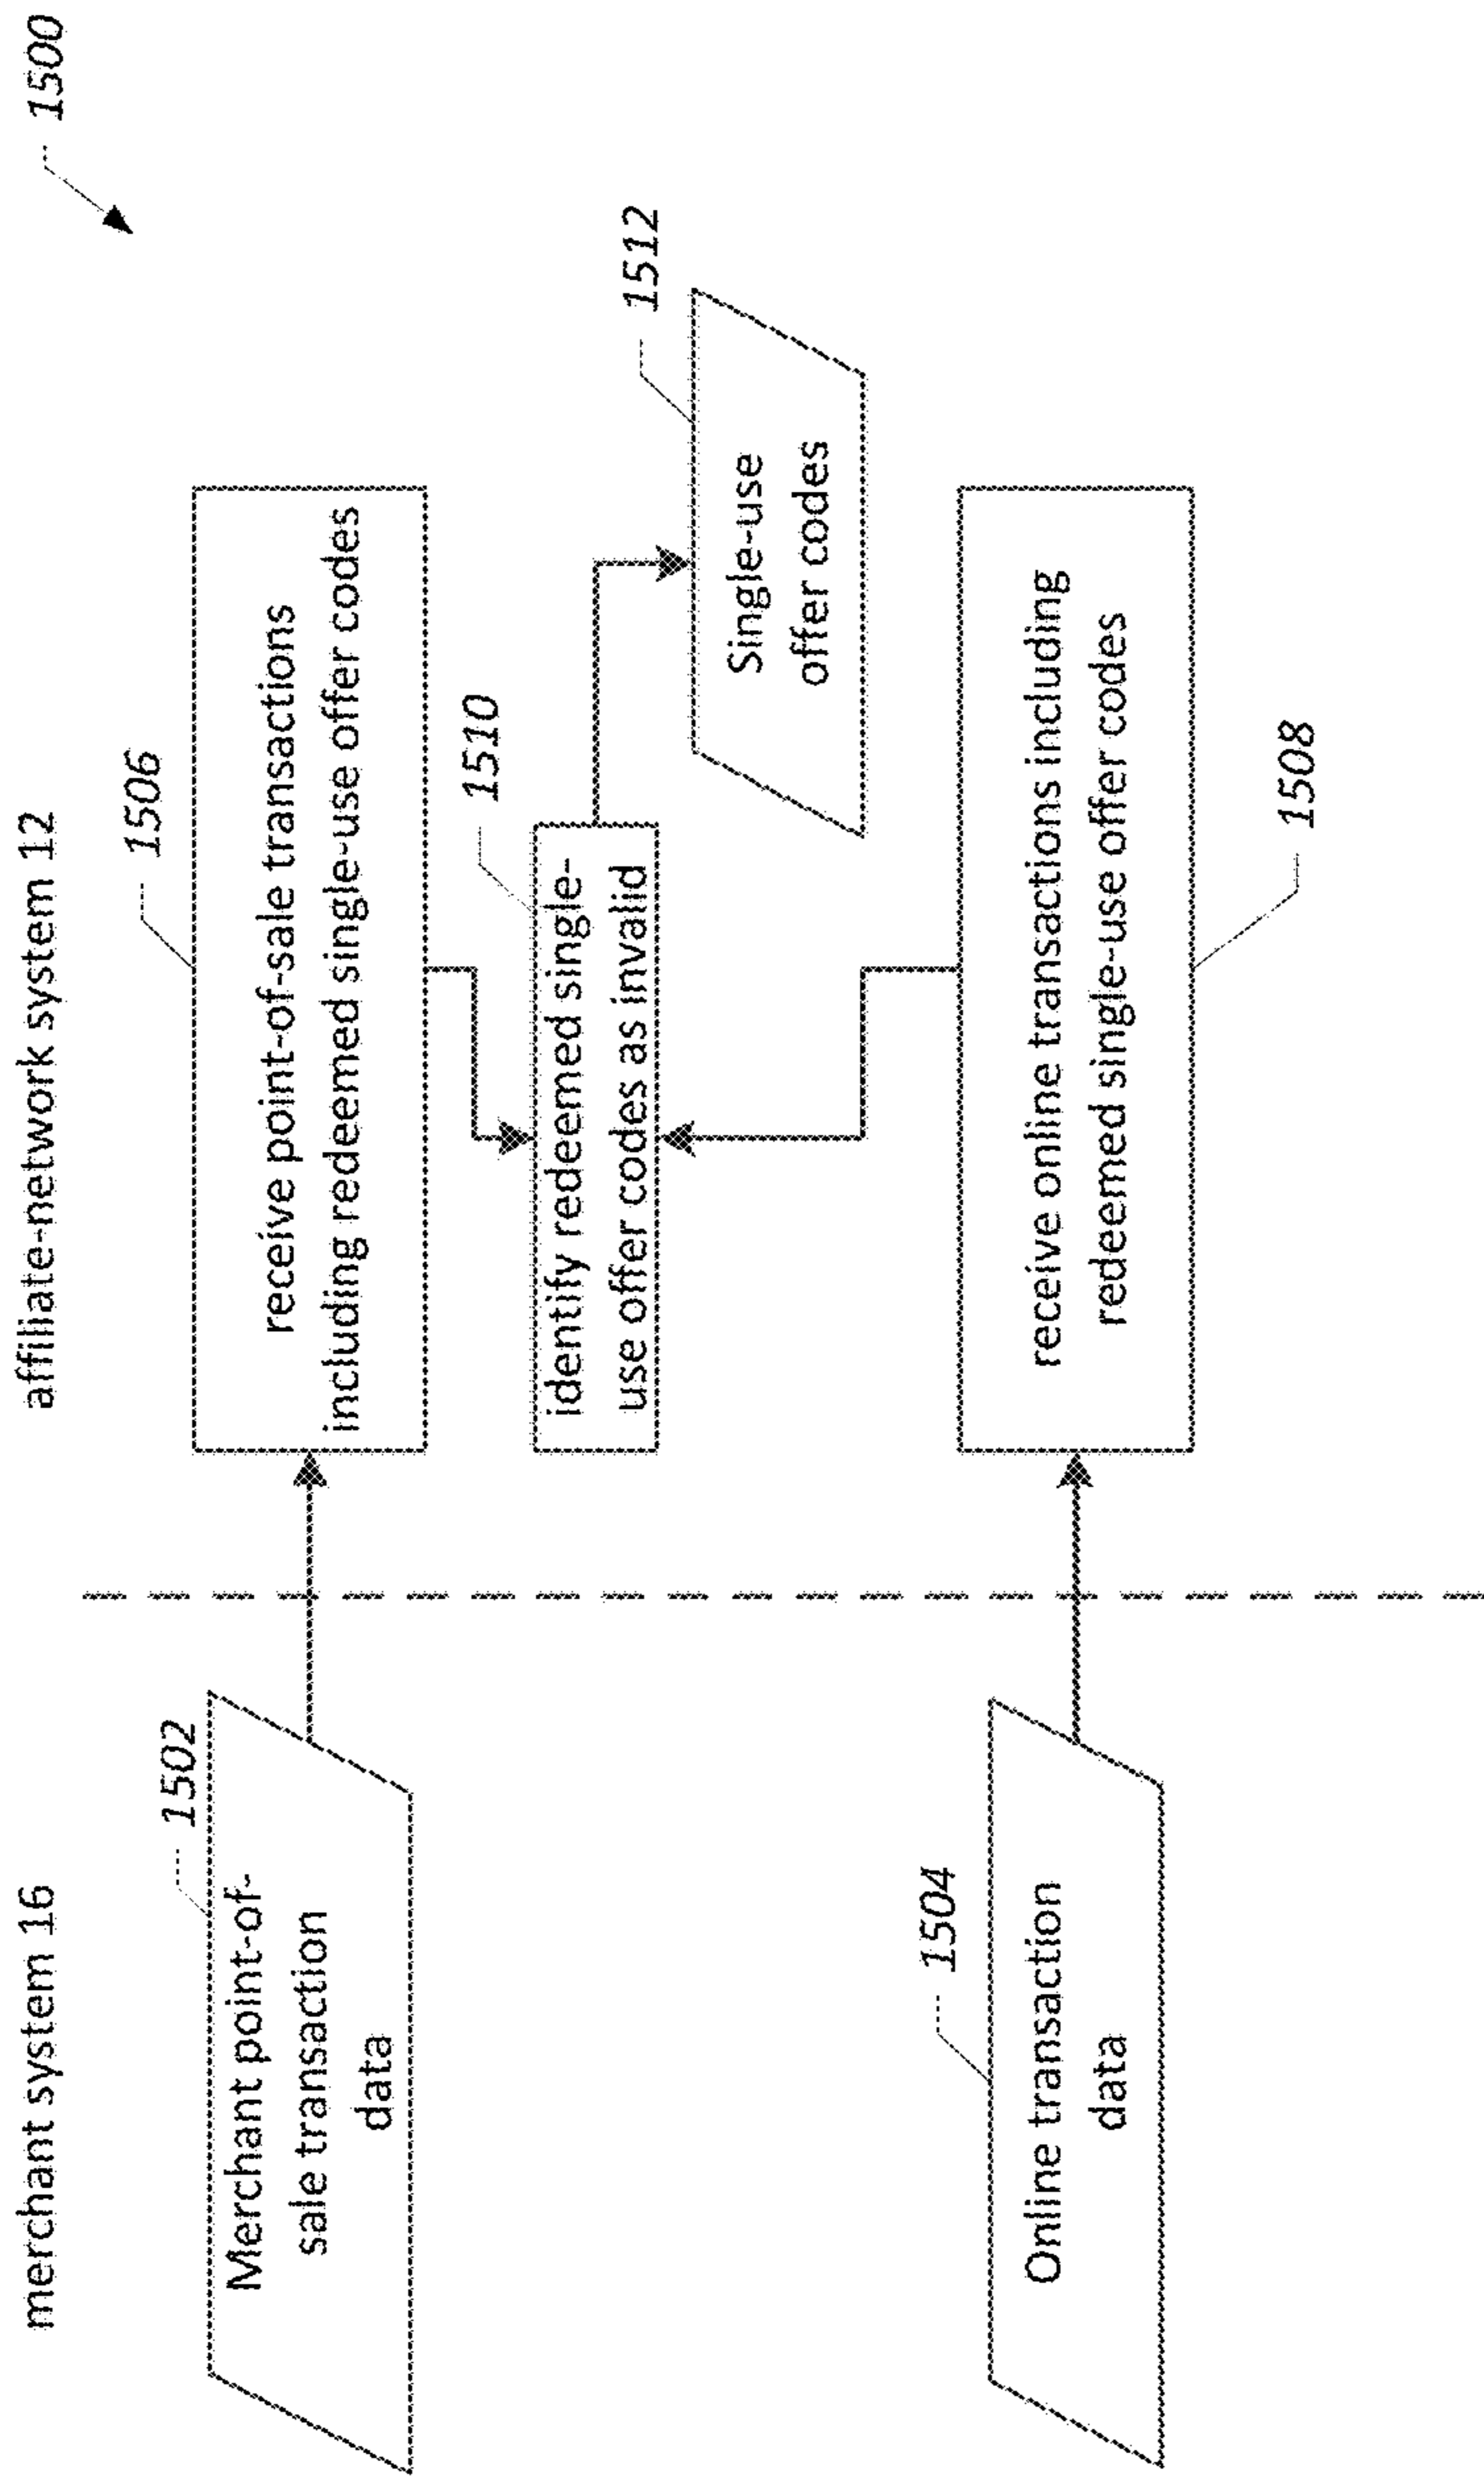 1500
merchant system 16
affiliate-network system 12
1502
Merchant point-of-
sale transaction
data
1506
receive point-of-sale transactions
including redeemed single-use offer codes
1510
identify redeemed single-
use offer codes as invalid
1512
Single-use
offer codes
1504
Online transaction
data
receive online transactions including
redeemed single-use offer codes
1508